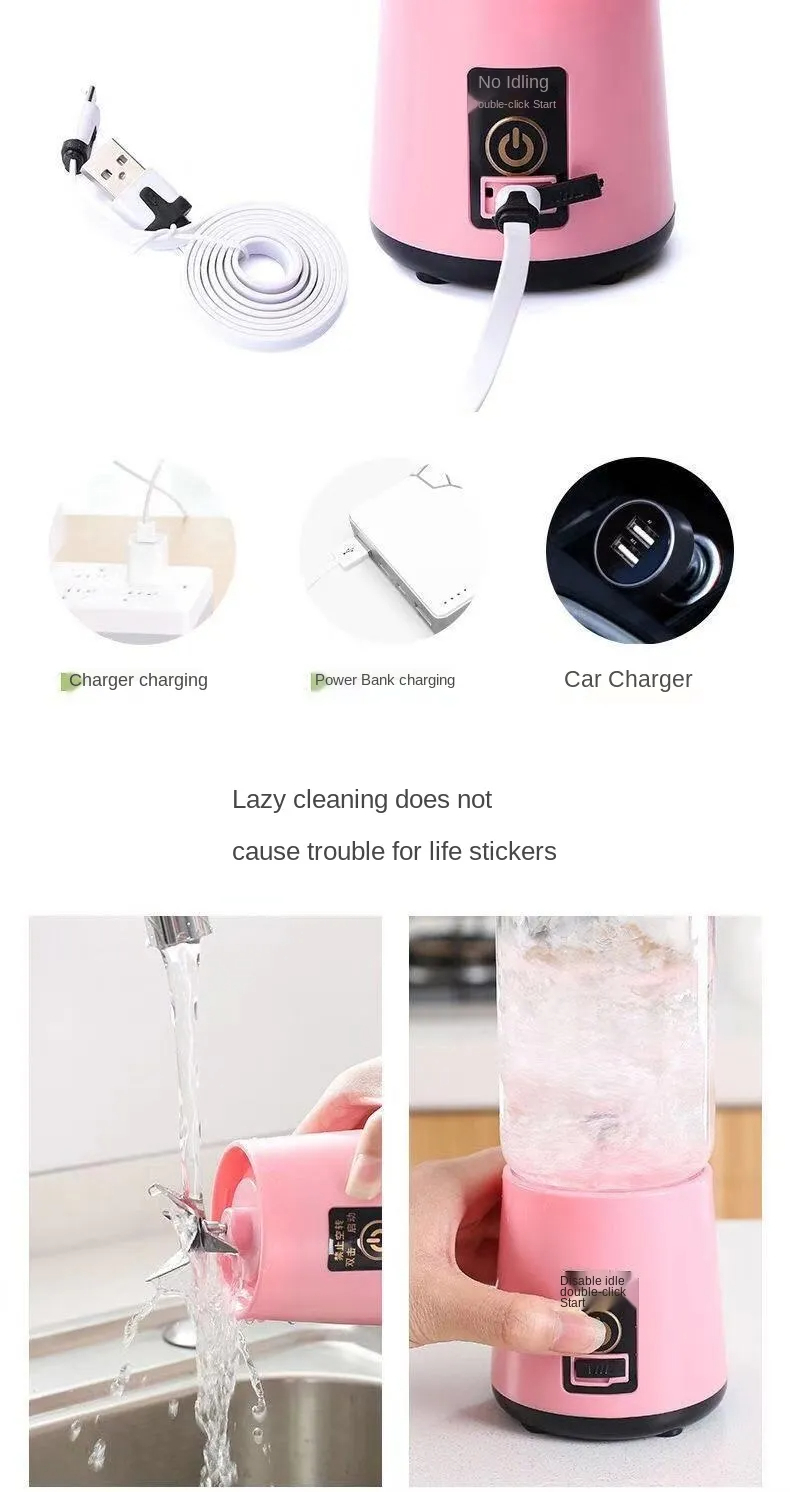 No Idling
ouble-click Start
Charger charging
Power Bank charging
Car Charger
Lazy cleaning does not
cause trouble for life stickers
禁止空转
双击 启动
Disable idle
double-click
Start